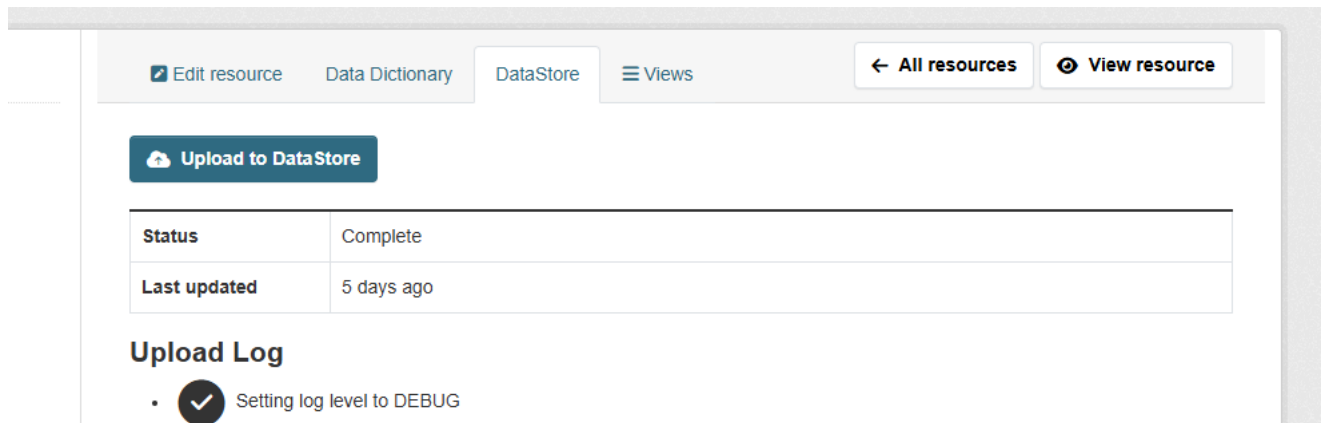 Edit resource Data Dictionary DataStore Views ← All resources View resource
Upload to DataStore
Status Complete
Last updated 5 days ago
Upload Log
• Setting log level to DEBUG